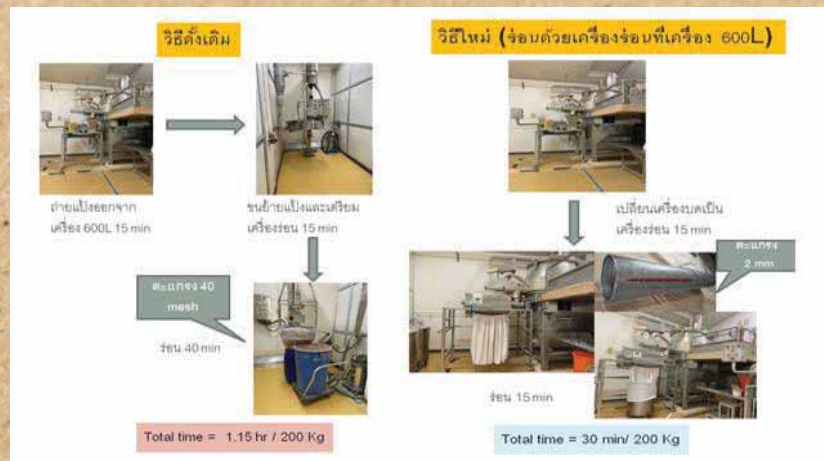 วิธีดั้งเดิม
ถ่ายแป้งออกจาก
เครื่อง 600L 15 min
ขนย้ายแป้งและเตรียม
เครื่องร่อน 15 min
ตะแกรง 40
mesh
ร่อน 40 min
Total time = 1.15 hr / 200 Kg
วิธีใหม่ (ร่อนด้วยเครื่องร่อนที่เครื่อง 600L)
เปลี่ยนเครื่องบดเป็น
เครื่องร่อน 15 min
ตะแกรง
2 mm
ร่อน 15 min
Total time = 30 min/ 200 Kg